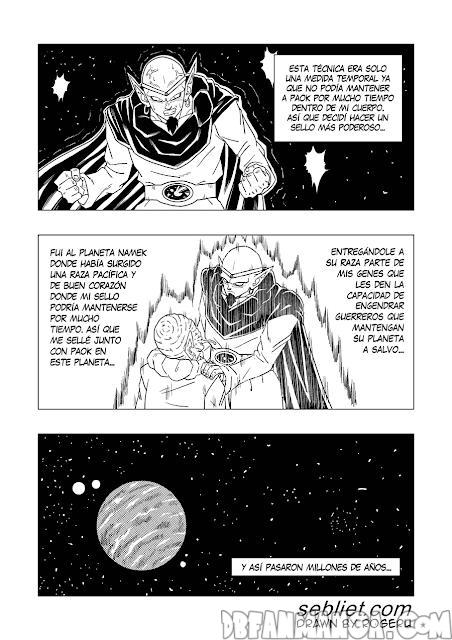 ESTA TÉCNICA ERA SOLO
UNA MEDIDA TEMPORAL YA
QUE NO PODÍA MANTENER
A PAOK POR MUCHO TIEMPO
DENTRO DE MI CUERPO.
ASÍ QUE DECIDÍ HACER UN
SELLO MÁS PODEROSO...
FUI AL PLANETA NAMEK
DONDE HABÍA SURGIDO
UNA RAZA PACÍFICA Y
DE BUEN CORAZÓN
DONDE MI SELLO
PODRÍA MANTENERSE
POR MUCHO
TIEMPO. ASÍ QUE
ME SELLÉ JUNTO
CON PAOK EN
ESTE PLANETA...
ENTREGÁNDOLE A
SU RAZA PARTE DE
MIS GENES QUE
LES DEN LA
CAPACIDAD DE
ENGENDRAR
GUERREROS QUE
MANTENGAN
SU PLANETA
A SALVO...
Y ASÍ PASARON MILLONES DE AÑOS...
sebliet.com
DRAWN BY:ROSERU
DBFANMANGA.COM